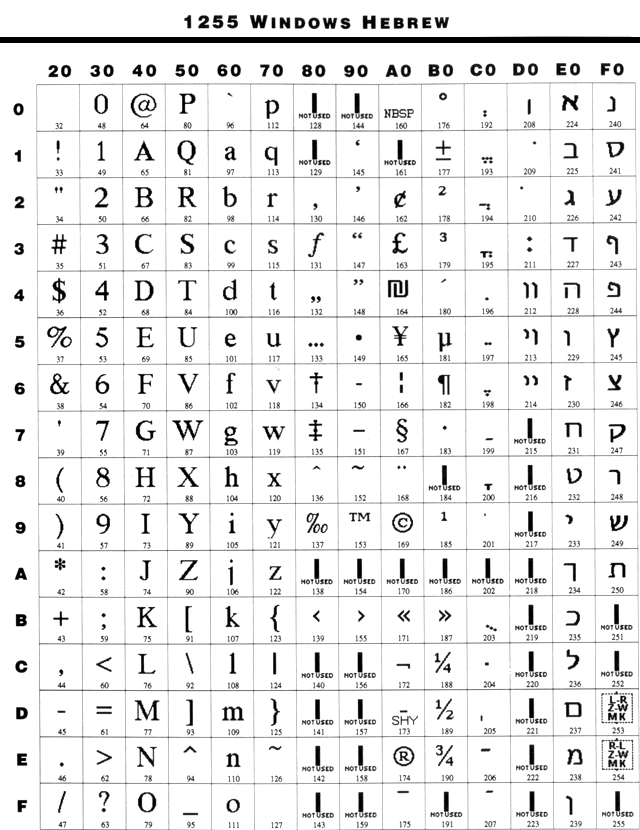 1255 WINDOWS HEBREW
20 30 40 50 60 70 80 90 A0 B0 C0 D0 E0 F0
0 0 @ P ` p NOT USED NOT USED NBSP ° ְ ׀ א נ
32 48 64 80 96 112 128 144 160 176 192 208 224 240
1 ! 1 A Q a q NOT USED ‘ NOT USED ± ֱ ׁ ב ס
33 49 65 81 97 113 129 145 161 177 193 209 225 241
2 " 2 B R b r ‚ ’ ¢ ² ֲ ׂ ג ע
34 50 66 82 98 114 130 146 162 178 194 210 226 242
3 # 3 C S c s ƒ “ £ ³ ֳ ׃ ד ף
35 51 67 83 99 115 131 147 163 179 195 211 227 243
4 $ 4 D T d t „ ” ₪ ´ ִ װ ה פ
36 52 68 84 100 116 132 148 164 180 196 212 228 244
5 % 5 E U e u … • ¥ µ ֵ ױ ו ץ
37 53 69 85 101 117 133 149 165 181 197 213 229 245
6 & 6 F V f v † – ¦ ¶ ֶ ײ ז צ
38 54 70 86 102 118 134 150 166 182 198 214 230 246
7 ' 7 G W g w ‡ — § · ַ NOT USED ח ק
39 55 71 87 103 119 135 151 167 183 199 215 231 247
8 ( 8 H X h x ˆ ˜ ¨ NOT USED ָ NOT USED ט ר
40 56 72 88 104 120 136 152 168 184 200 216 232 248
9 ) 9 I Y i y ‰ ™ © ¹ ֹ NOT USED י ש
41 57 73 89 105 121 137 153 169 185 201 217 233 249
A * : J Z j z NOT USED NOT USED NOT USED NOT USED NOT USED NOT USED ך ת
42 58 74 90 106 122 138 154 170 186 202 218 234 250
B + ; K [ k { ‹ › « » ֻ NOT USED כ NOT USED
43 59 75 91 107 123 139 155 171 187 203 219 235 251
C , < L \ l | NOT USED NOT USED ¬ ¼ ּ NOT USED ל NOT USED
44 60 76 92 108 124 140 156 172 188 204 220 236 252
D - = M ] m } NOT USED NOT USED - SHY ½ ֽ NOT USED ם L-R Z-W MK
45 61 77 93 109 125 141 157 173 189 205 221 237 253
E . > N ^ n ~ NOT USED NOT USED ® ¾ ־ NOT USED מ R-L Z-W MK
46 62 78 94 110 126 142 158 174 190 206 222 238 254
F / ? O _ o NOT USED NOT USED ¯ NOT USED ֿ NOT USED ן NOT USED
47 63 79 95 111 127 143 159 175 191 207 223 239 255